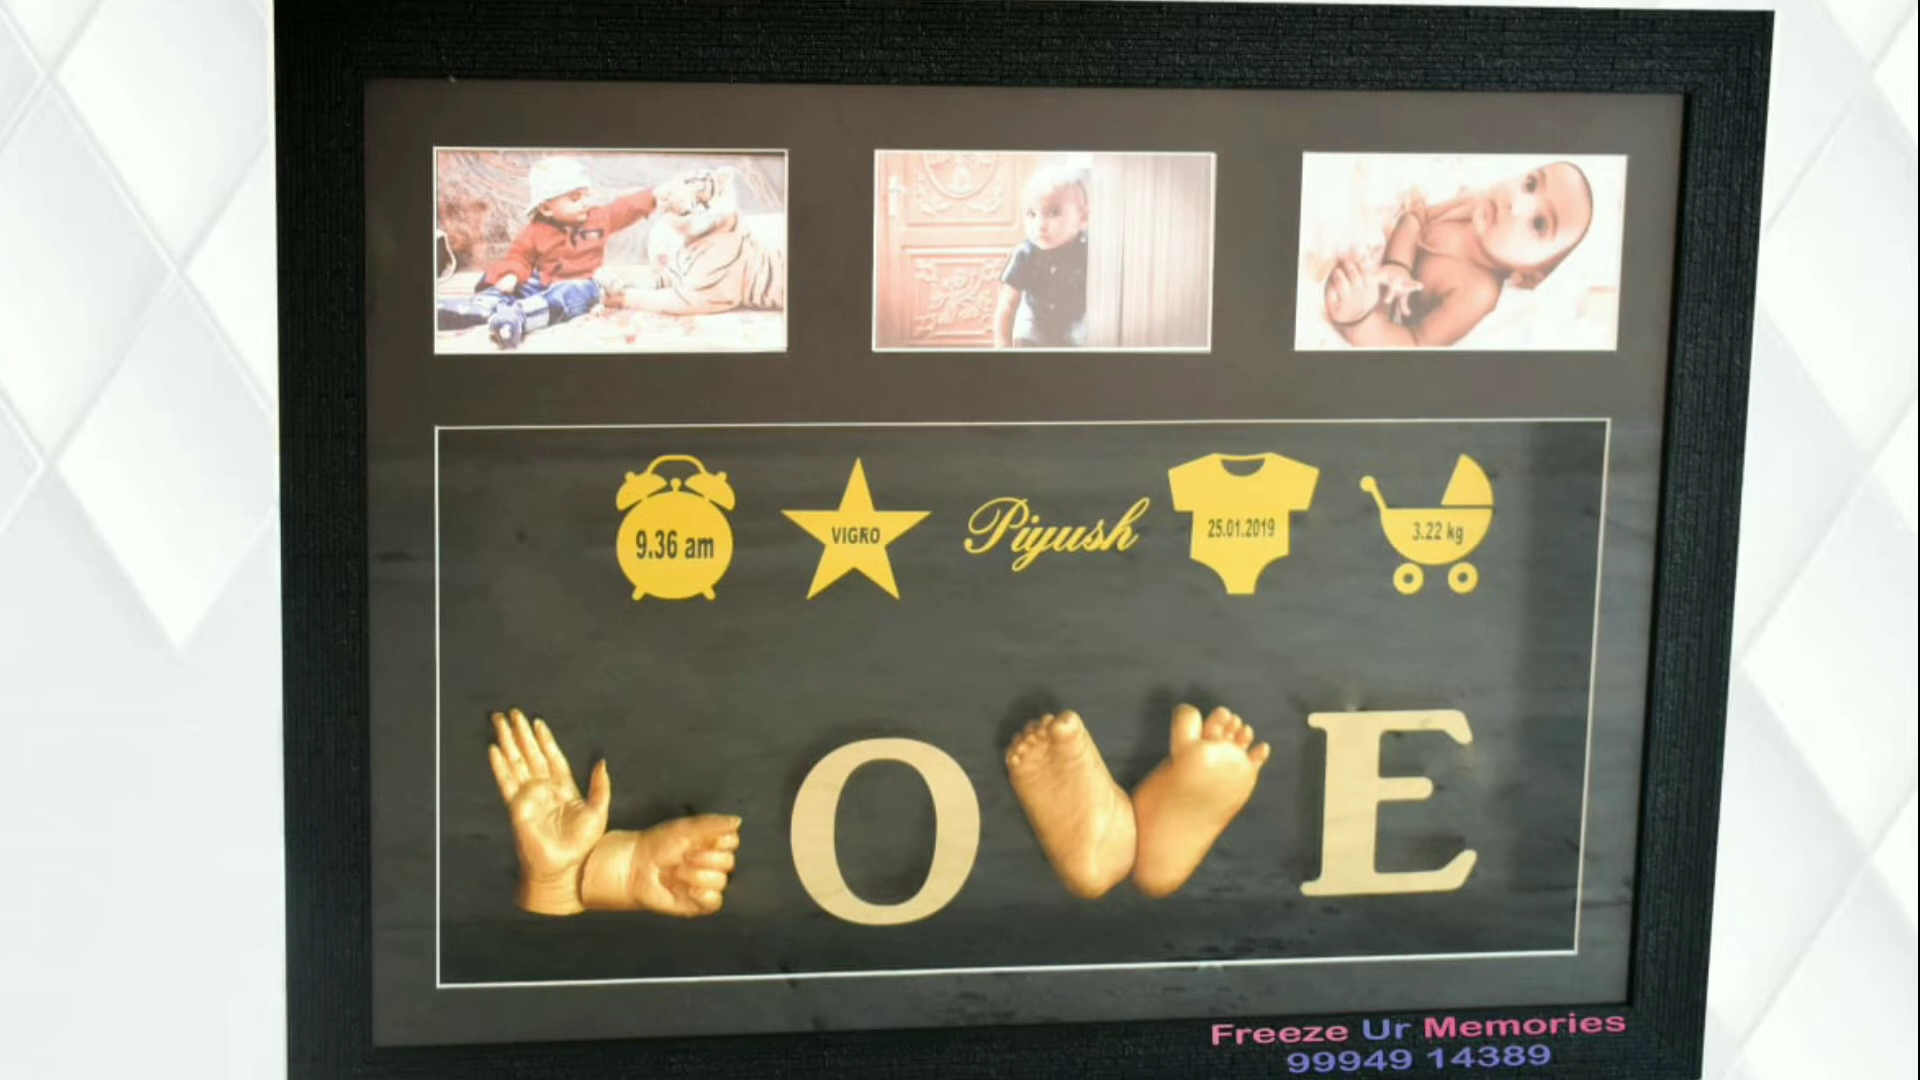 9.36 am
VIGRO
Piyush
25.01.2019
3.22 kg
LOVE
Freeze Ur Memories
99949 14389